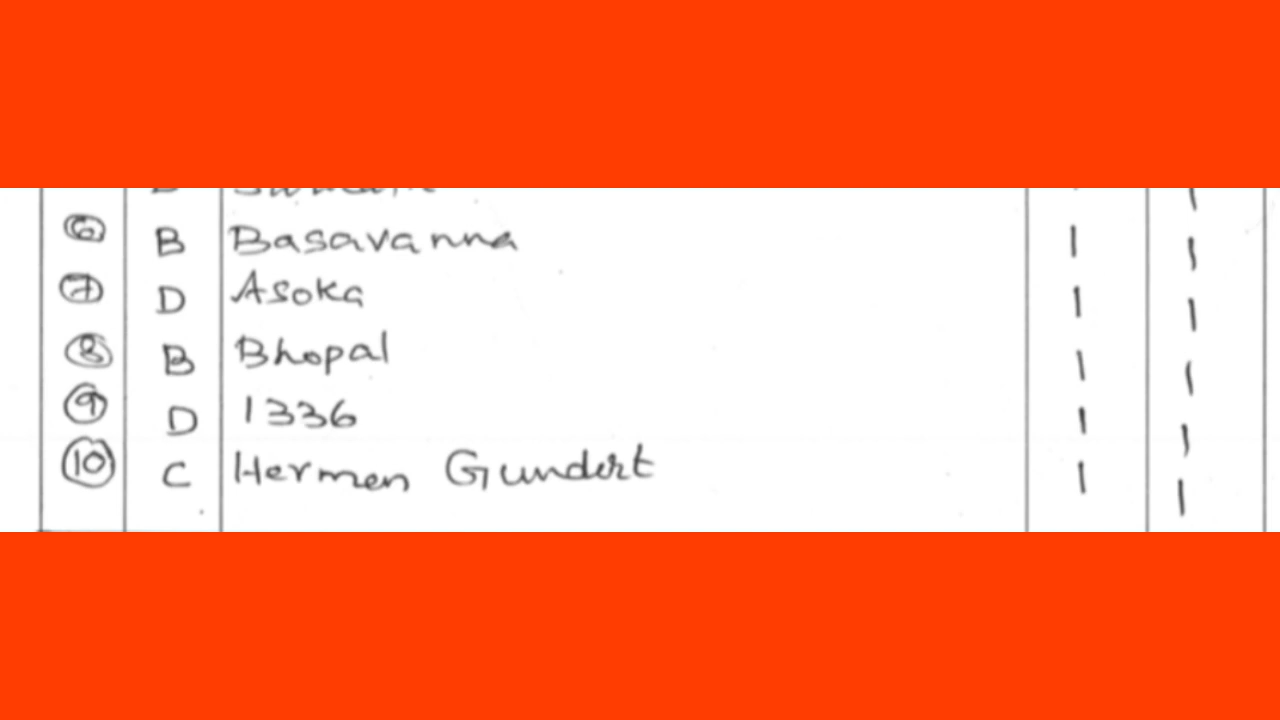 6 B Basavanna 1 1
7 D Asoka 1 1
8 B Bhopal 1 1
9 D 1336 1 1
10 C Hermen Gundert 1 1